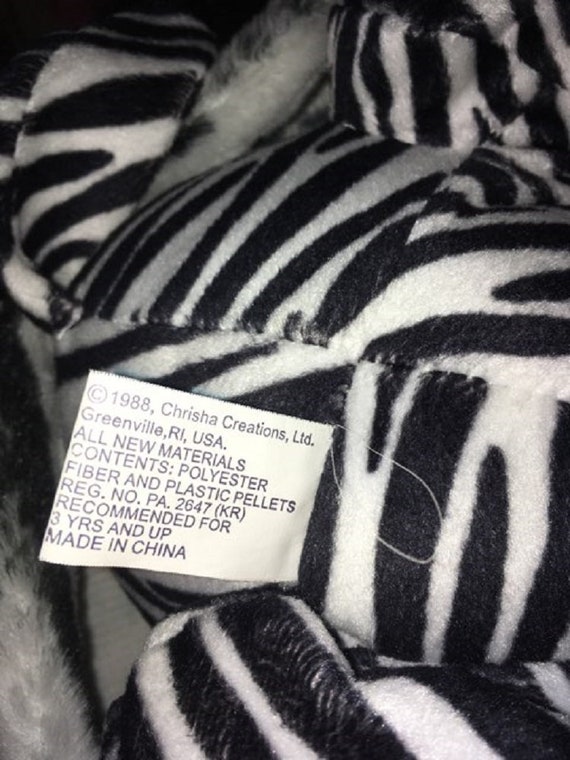 © 1988, Chrisha Creations, Ltd.
Greenville,RI, USA.
ALL NEW MATERIALS
CONTENTS: POLYESTER
FIBER AND PLASTIC PELLETS
REG. NO. PA. 2647 (KR)
RECOMMENDED FOR
3 YRS AND UP
MADE IN CHINA